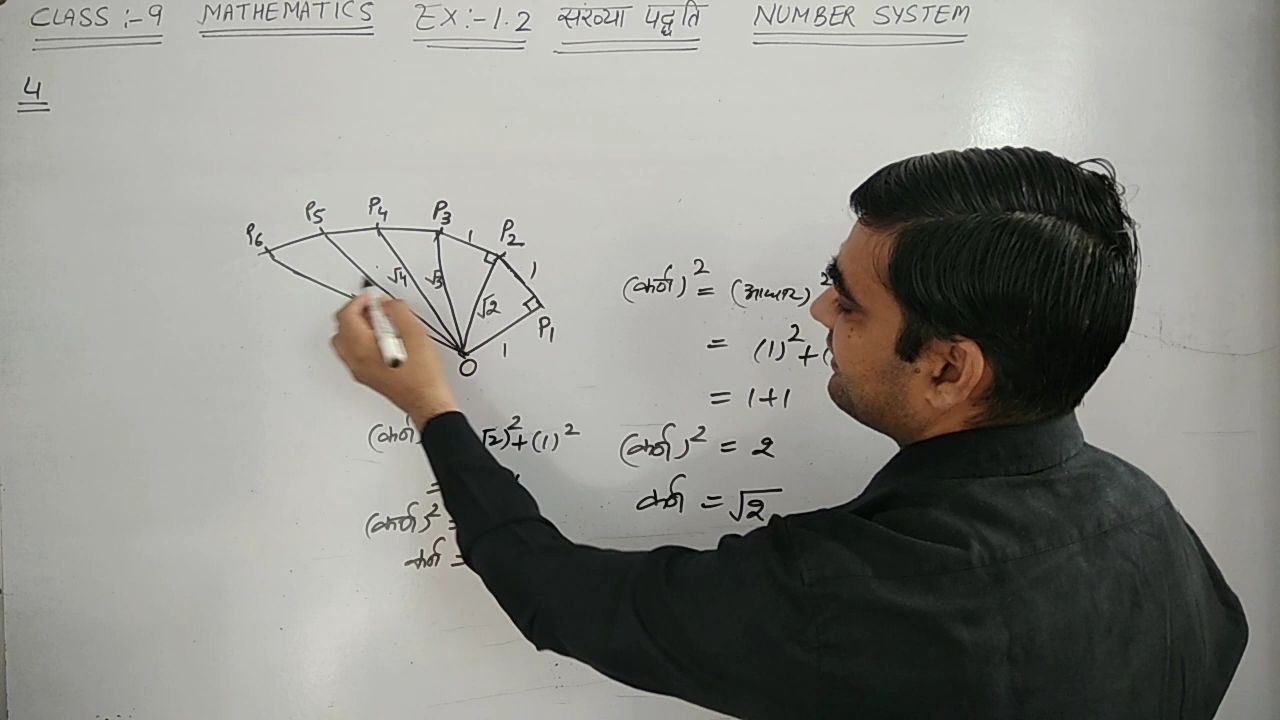 CLASS :- 9 MATHEMATICS EX:- 1.2 संख्या पद्धति NUMBER SYSTEM
4
P6 P5 P4 P3 P2
1
1
√4 √3 √2
P1
1
O
(कर्ण)² = (आधार)²
= (1)² + (
= 1+1
(कर्ण)² = 2
कर्ण = √2
(कर्ण √2)² + (1)²
=
(कर्ण)² =
कर्ण =